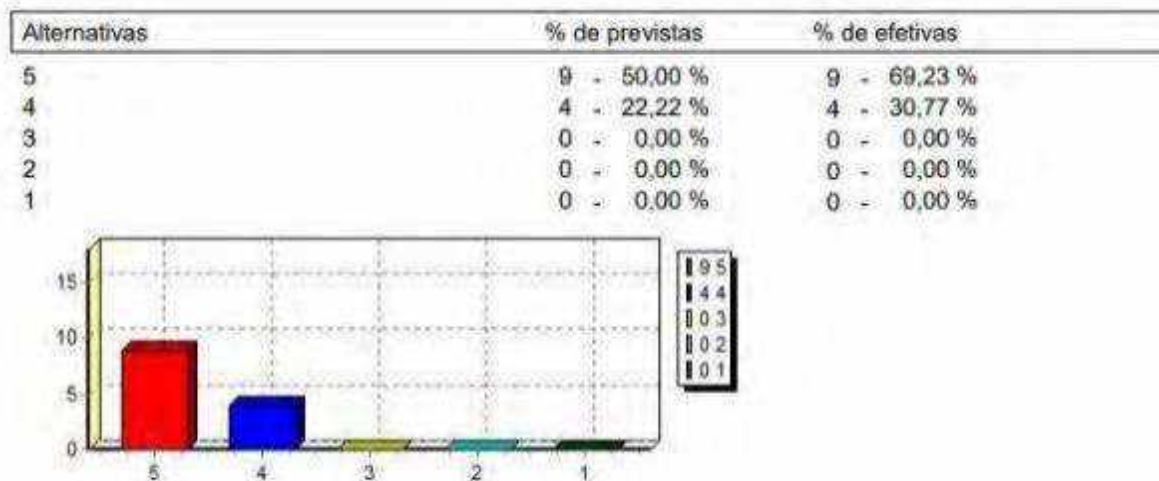 Alternativas % de previstas % de efetivas
5 9 - 50,00 % 9 - 69,23 %
4 4 - 22,22 % 4 - 30,77 %
3 0 - 0,00 % 0 - 0,00 %
2 0 - 0,00 % 0 - 0,00 %
1 0 - 0,00 % 0 - 0,00 %
15
10
5
0
5 4 3 2 1
9 5
4 4
0 3
0 2
0 1